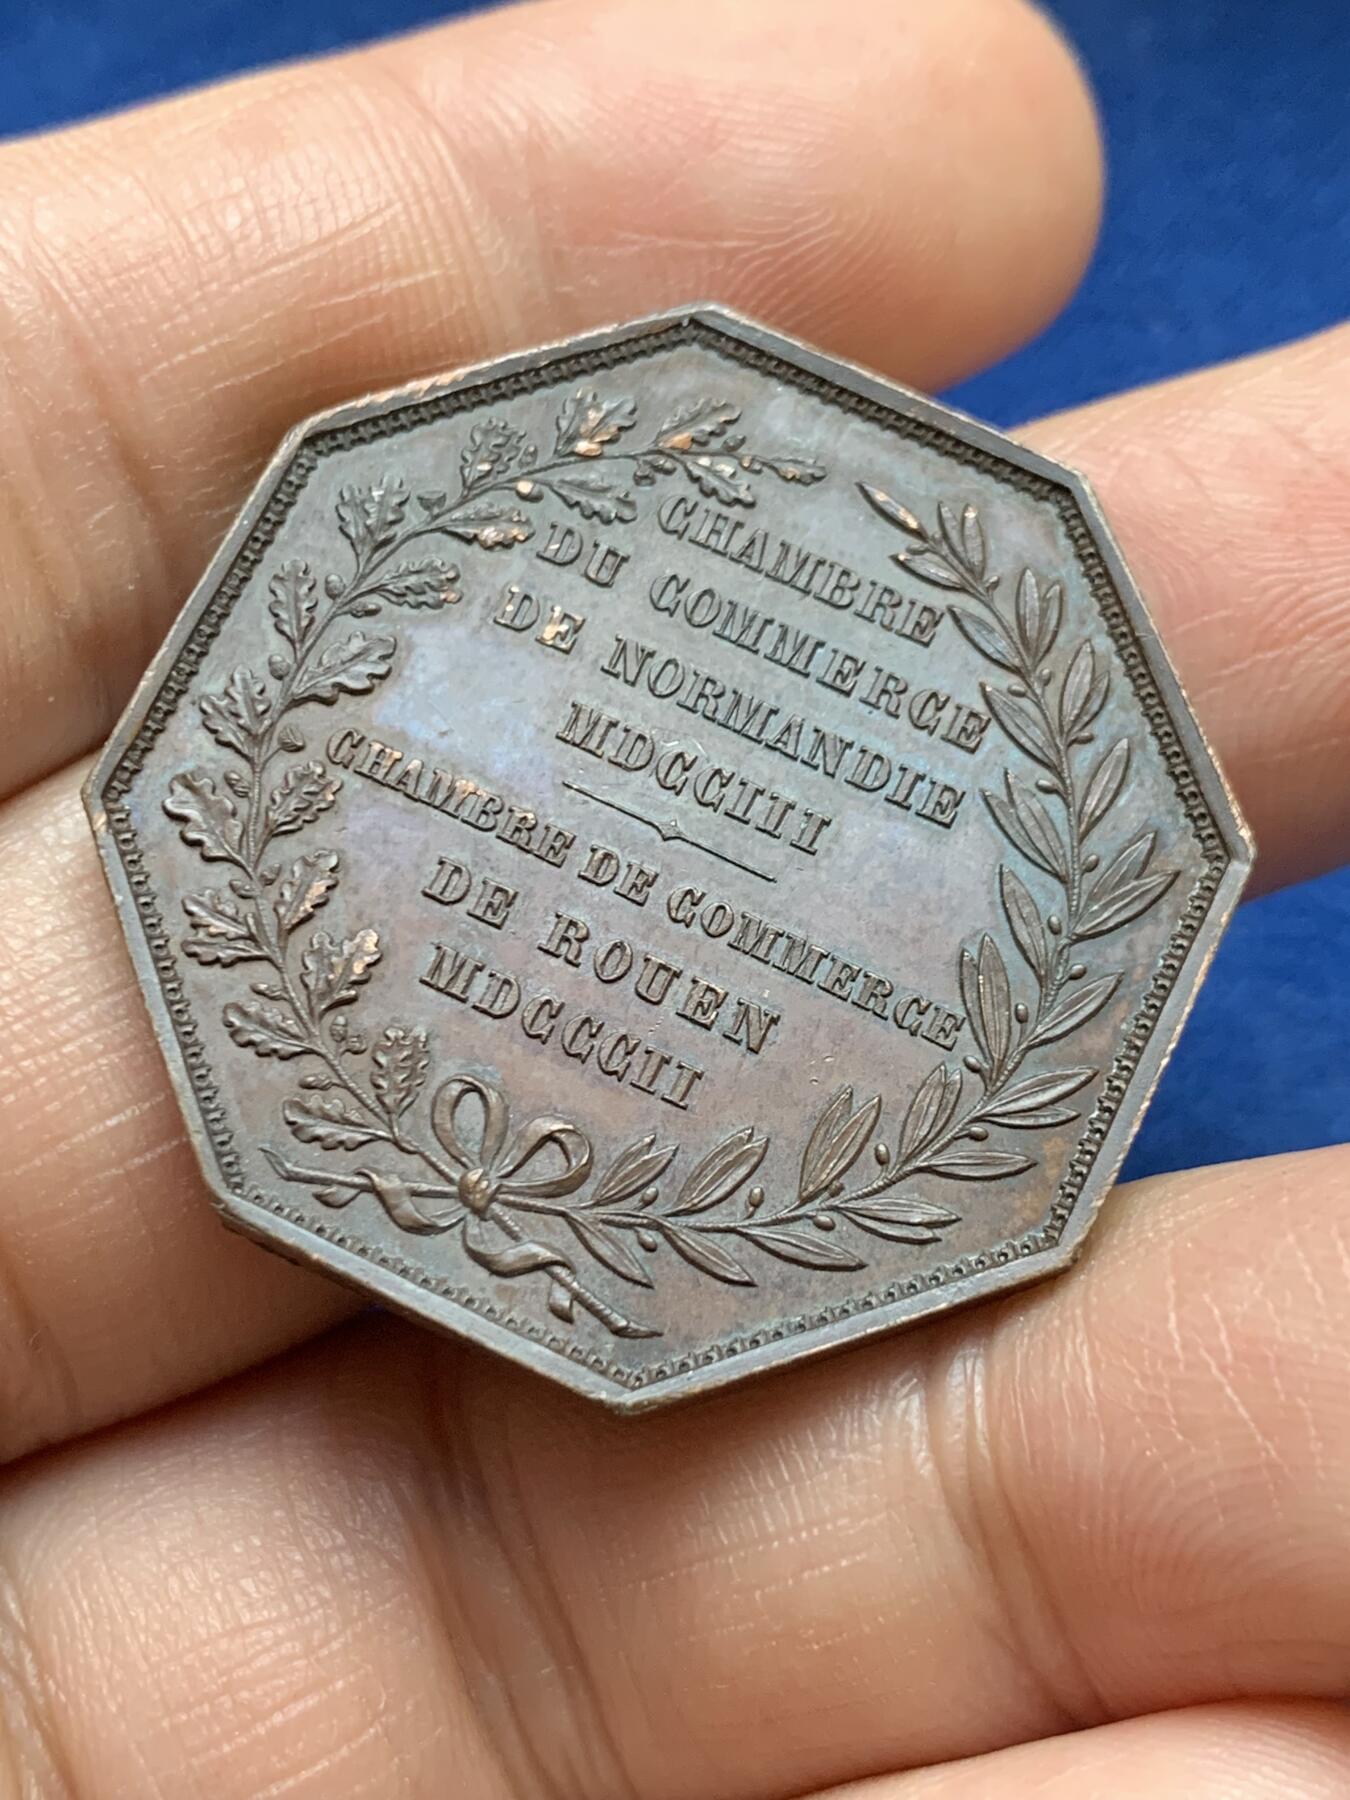 CHAMBRE
DU COMMERCE
DE NORMANDIE
MDCCIII
CHAMBRE DE COMMERCE
DE ROUEN
MDCCCII